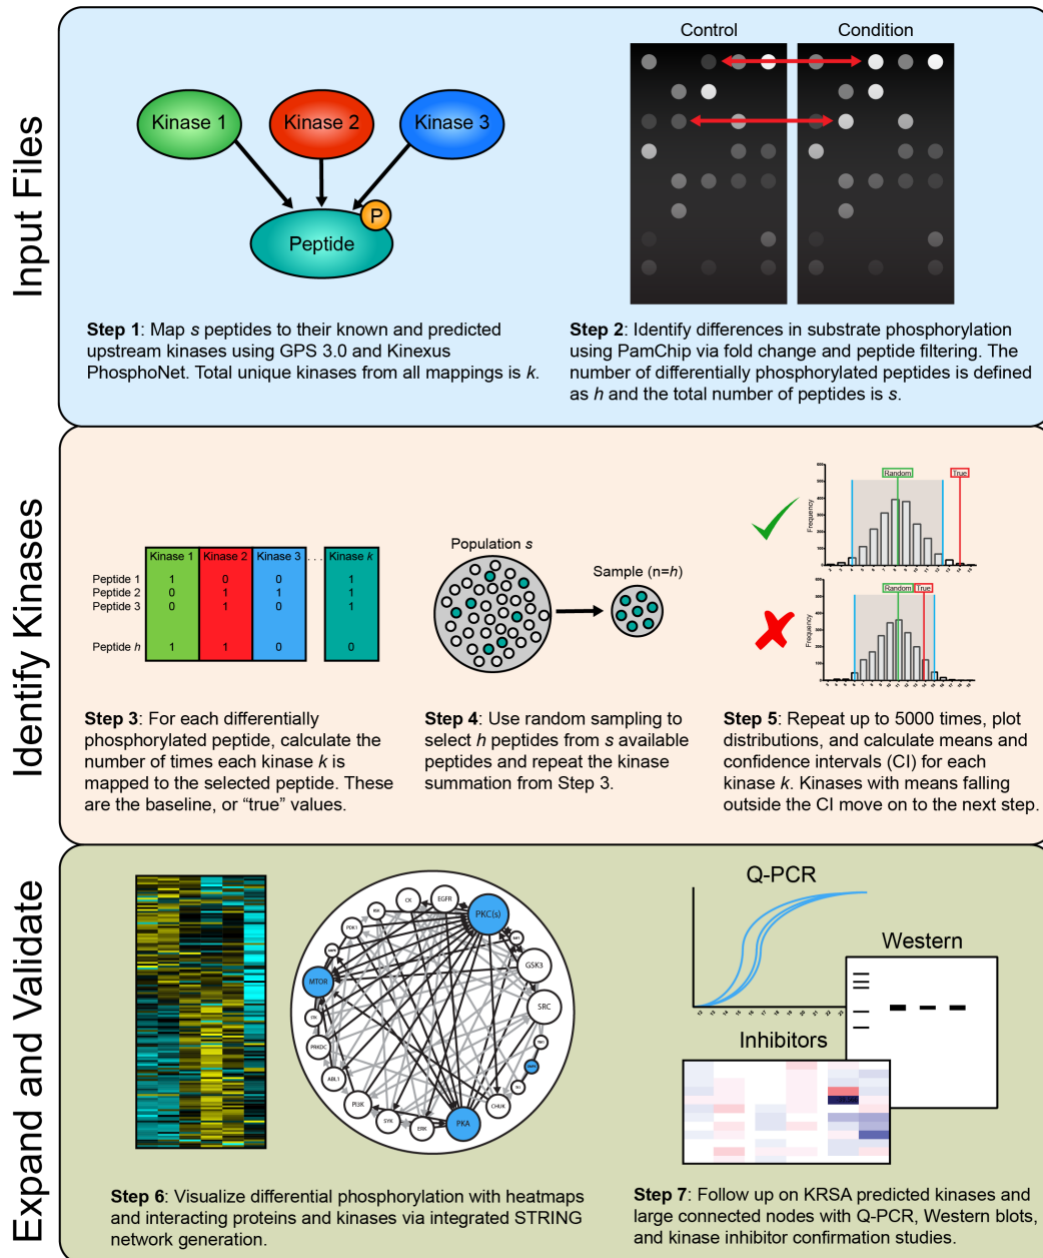 Input Files
Kinase 1
Kinase 2
Kinase 3
P
Peptide
Control
Condition
Step 1: Map s peptides to their known and predicted
upstream kinases using GPS 3.0 and Kinexus
PhosphoNet. Total unique kinases from all mappings is k.
Step 2: Identify differences in substrate phosphorylation
using PamChip via fold change and peptide filtering. The
number of differentially phosphorylated peptides is defined
as h and the total number of peptides is s.
Identify Kinases
Kinase 1 Kinase 2 Kinase 3 Kinase k
Peptide 1 1 0 0 1
Peptide 2 0 1 1 1
Peptide 3 0 1 0 1
Peptide h 1 1 0 0
Population s
Sample (n=h)
Random
True
Frequency
Random
True
Frequency
Step 3: For each differentially
phosphorylated peptide, calculate the
number of times each kinase k is
mapped to the selected peptide. These
are the baseline, or “true” values.
Step 4: Use random sampling to
select h peptides from s available
peptides and repeat the kinase
summation from Step 3.
Step 5: Repeat up to 5000 times, plot
distributions, and calculate means and
confidence intervals (CI) for each
kinase k. Kinases with means falling
outside the CI move on to the next step.
Expand and Validate
CK
EGFR
PKC(s)
PDK1
GSK3
MTOR
SRC
PRKDC
ABL1
PI3K
CHUK
SYK
ERK
PKA
Q-PCR
Western
Inhibitors
Step 6: Visualize differential phosphorylation with heatmaps
and interacting proteins and kinases via integrated STRING
network generation.
Step 7: Follow up on KRSA predicted kinases and
large connected nodes with Q-PCR, Western blots,
and kinase inhibitor confirmation studies.